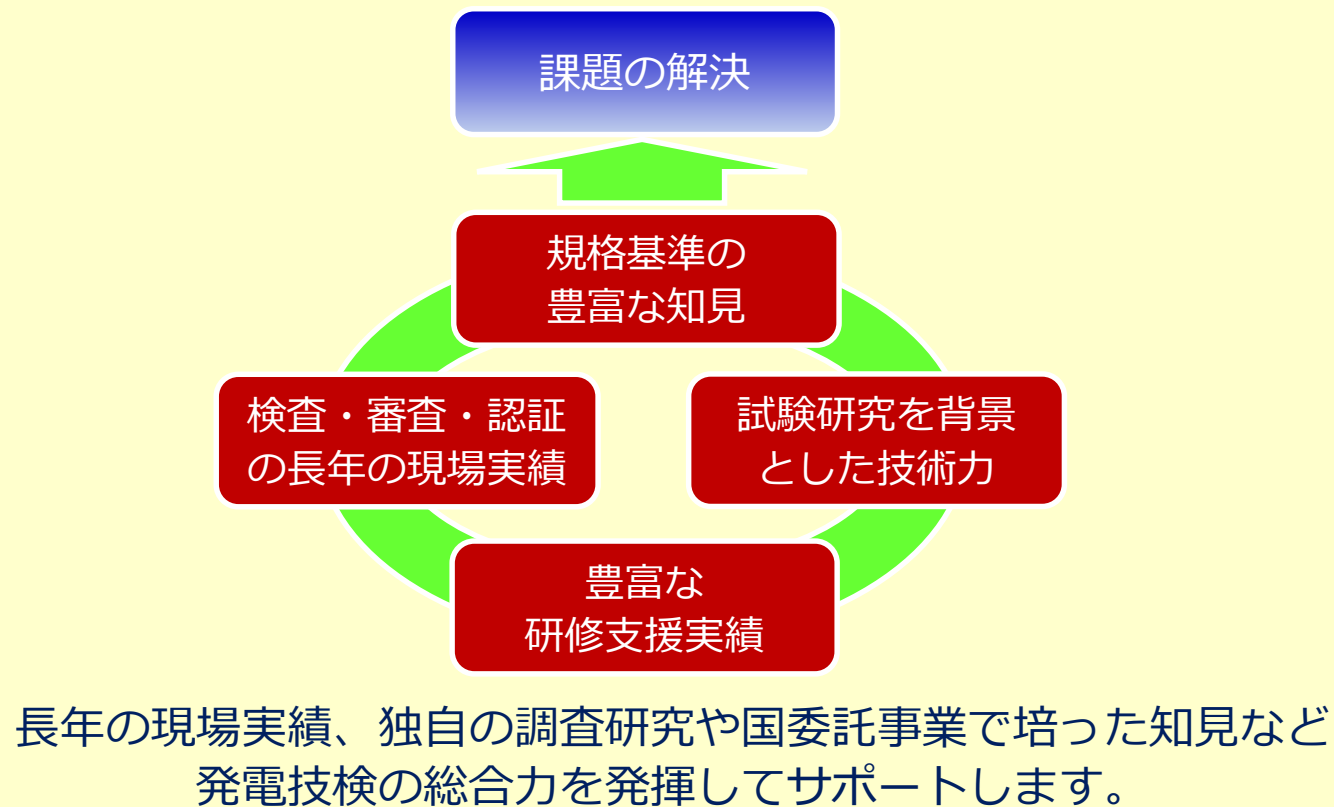 課題の解決
規格基準の
豊富な知見
検査・審査・認証
の長年の現場実績
試験研究を背景
とした技術力
豊富な
研修支援実績
長年の現場実績、独自の調査研究や国委託事業で培った知見など
発電技検の総合力を発揮してサポートします。